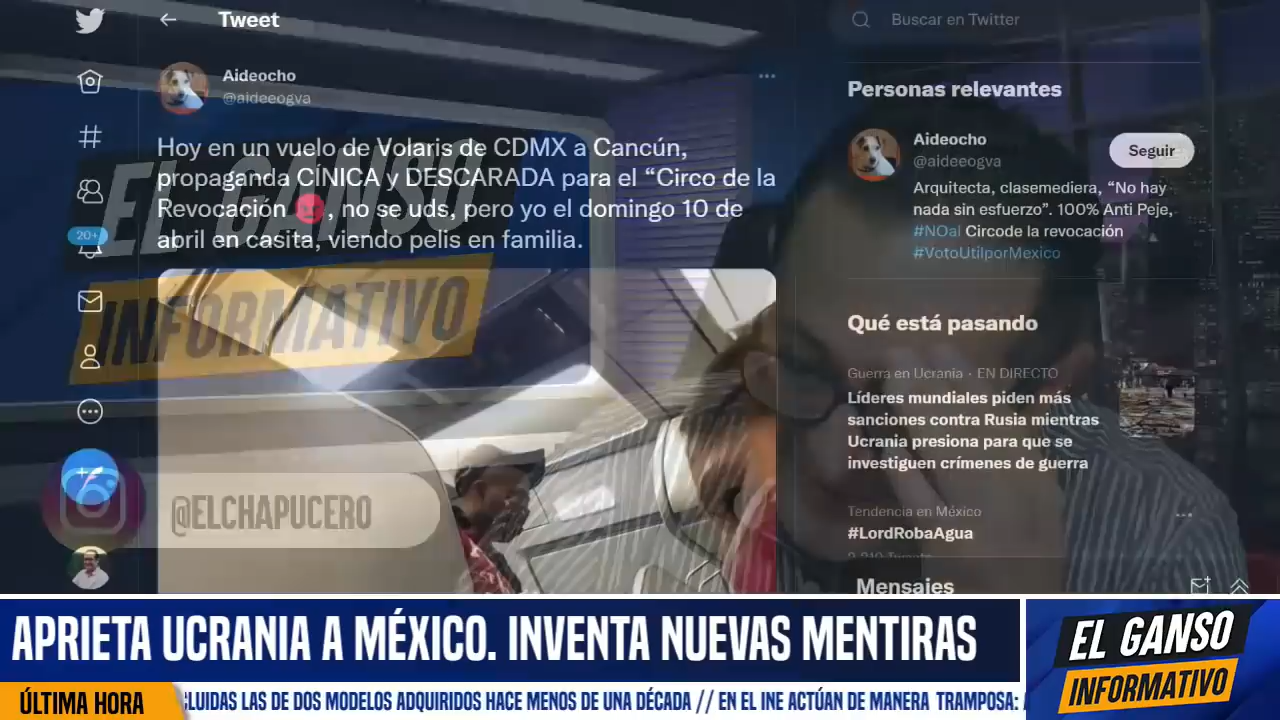 Tweet
Buscar en Twitter
Aideocho
@aideeogva
Hoy en un vuelo de Volaris de CDMX a Cancún,
propaganda CÍNICA y DESCARADA para el “Circo de la
Revocación 😡, no se uds, pero yo el domingo 10 de
abril en casita, viendo pelis en familia.
20+
EL GANSO
INFORMATIVO
@ELCHAPUCERO
Personas relevantes
Aideocho
@aideeogva
Seguir
Arquitecta, clasemediera, “No hay
nada sin esfuerzo”. 100% Anti Peje,
#NOal Circode la revocación
#VotoUtilporMexico
Qué está pasando
Guerra en Ucrania · EN DIRECTO
Líderes mundiales piden más
sanciones contra Rusia mientras
Ucrania presiona para que se
investiguen crímenes de guerra
Tendencia en México
#LordRobaAgua
Mensajes
APRIETA UCRANIA A MÉXICO. INVENTA NUEVAS MENTIRAS
EL GANSO
INFORMATIVO
ÚLTIMA HORA
CLUIDAS LAS DE DOS MODELOS ADQUIRIDOS HACE MENOS DE UNA DÉCADA // EN EL INE ACTÚAN DE MANERA TRAMPOSA: